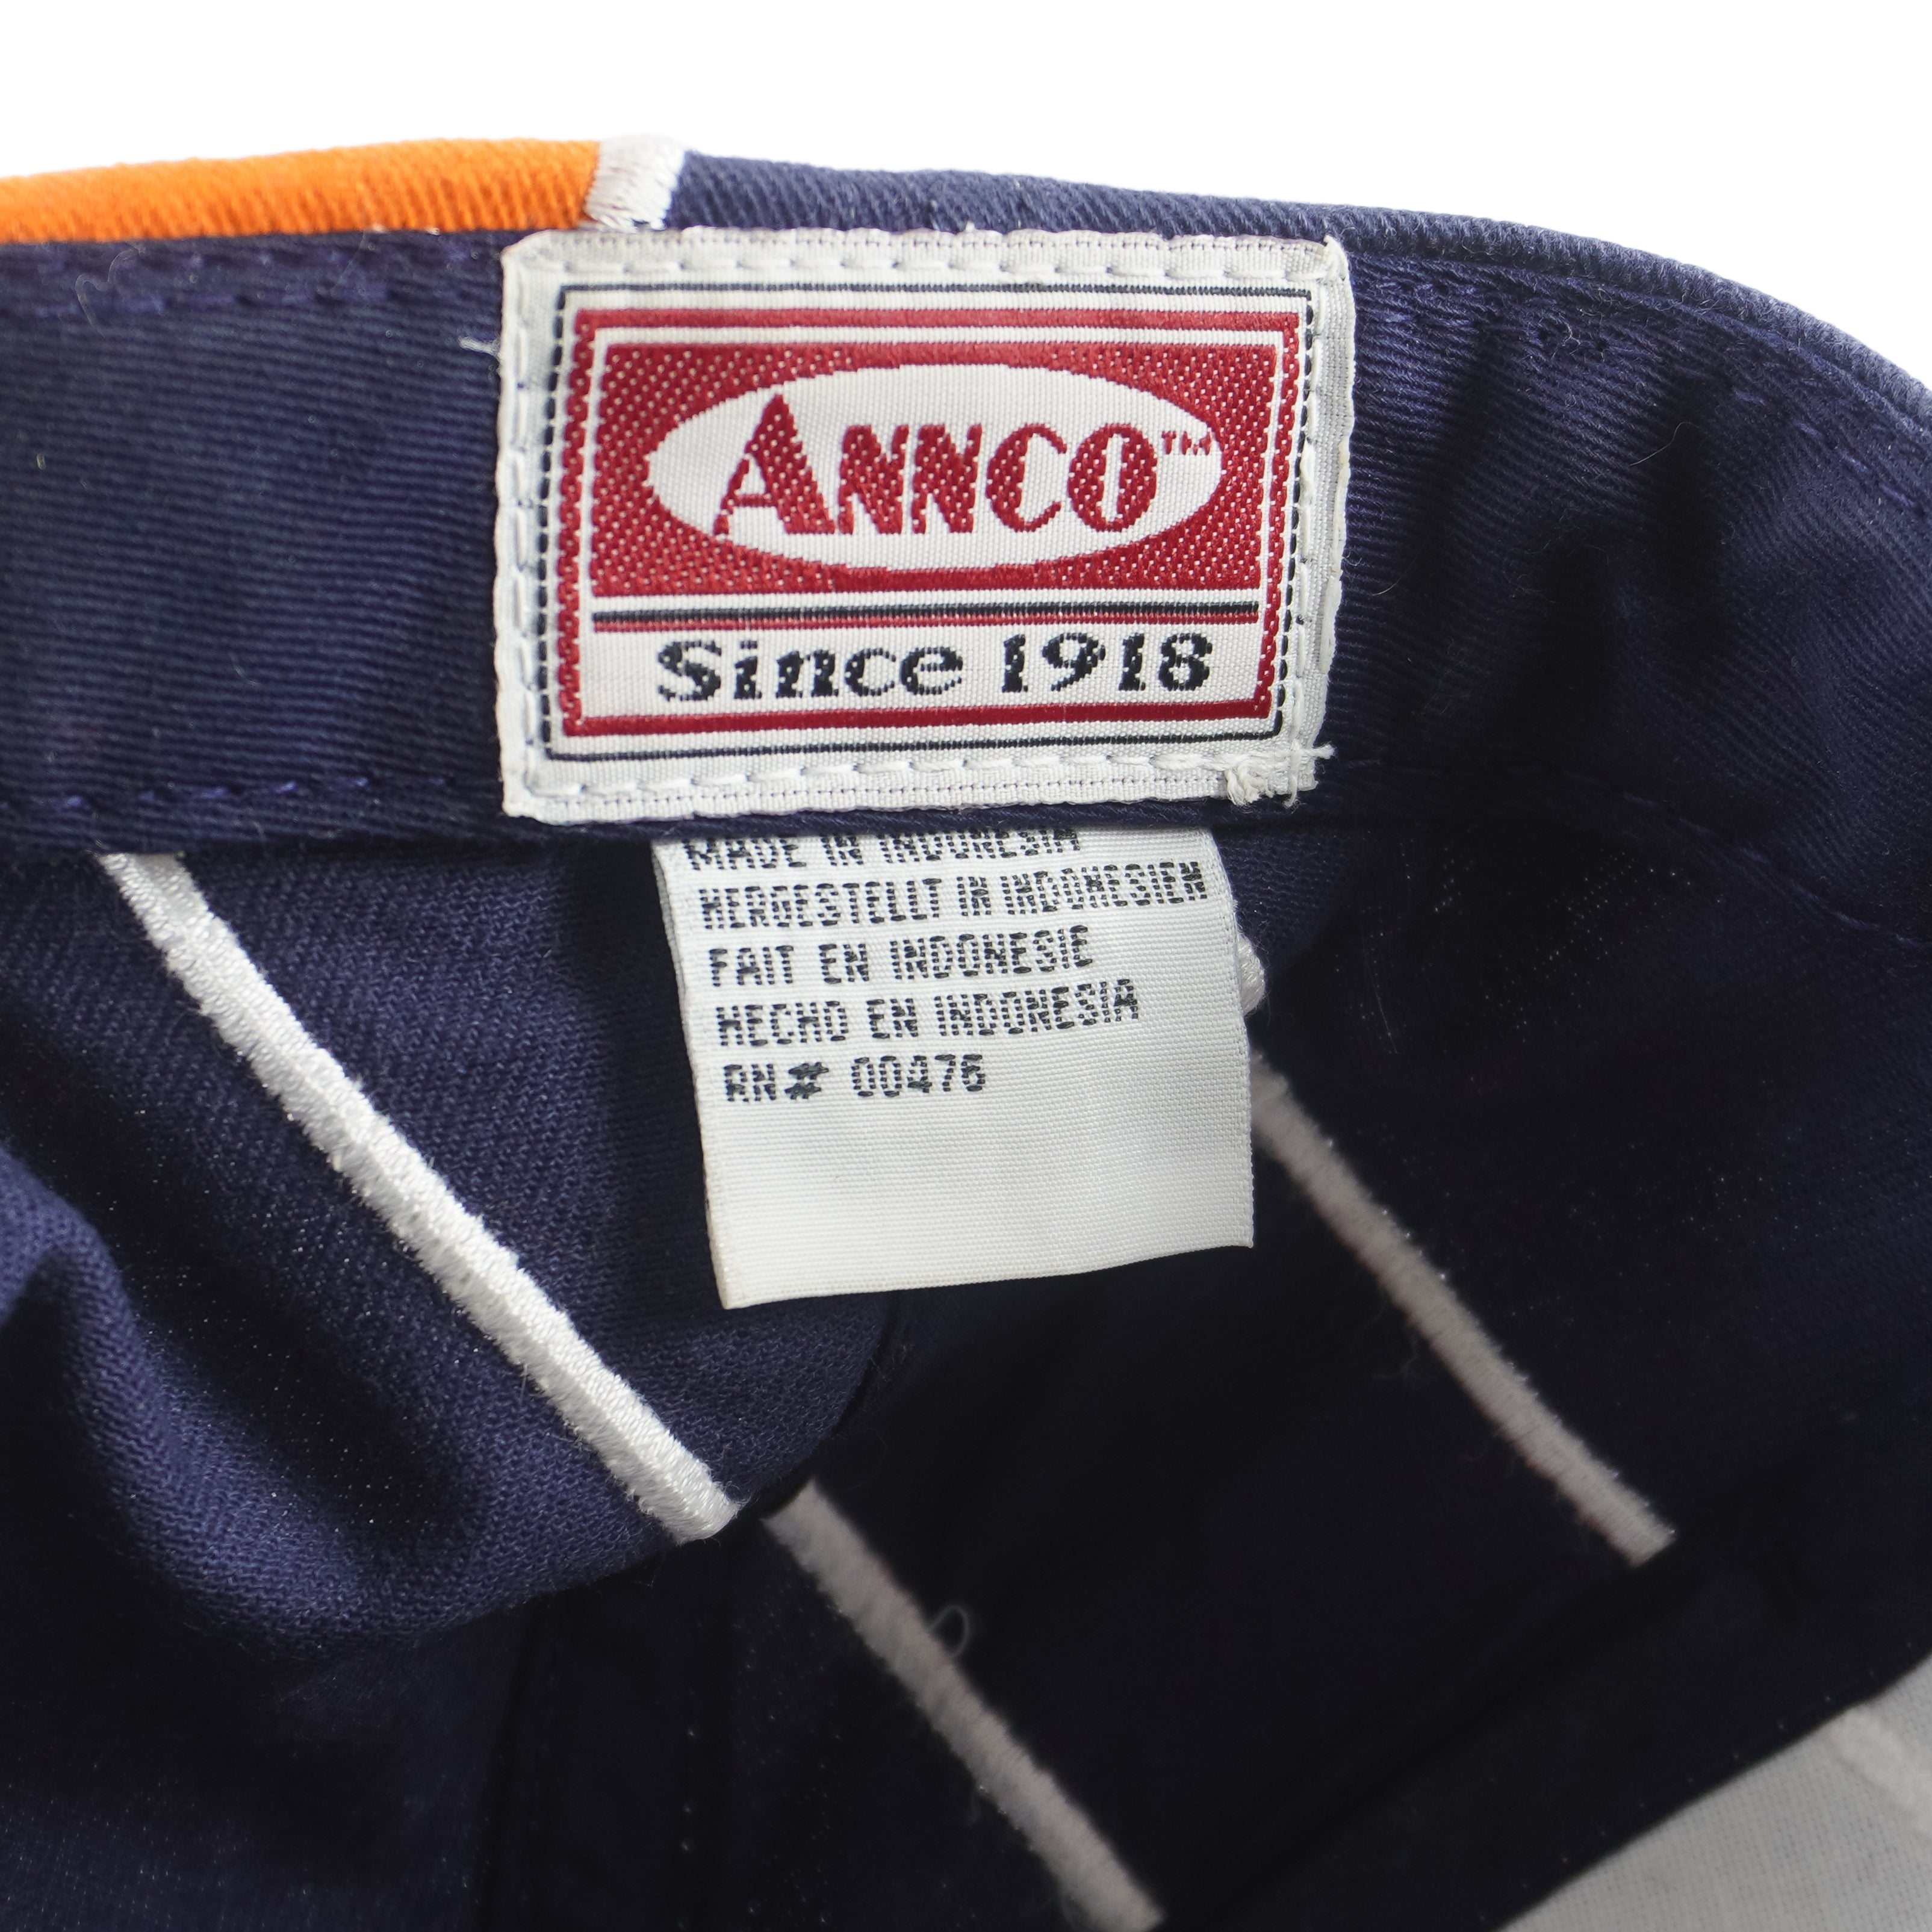 ANNCO™
Since 1918
MADE IN INDONESIA
HERGESTELLT IN INDONESIEN
FAIT EN INDONESIE
HECHO EN INDONESIA
RN# 00476